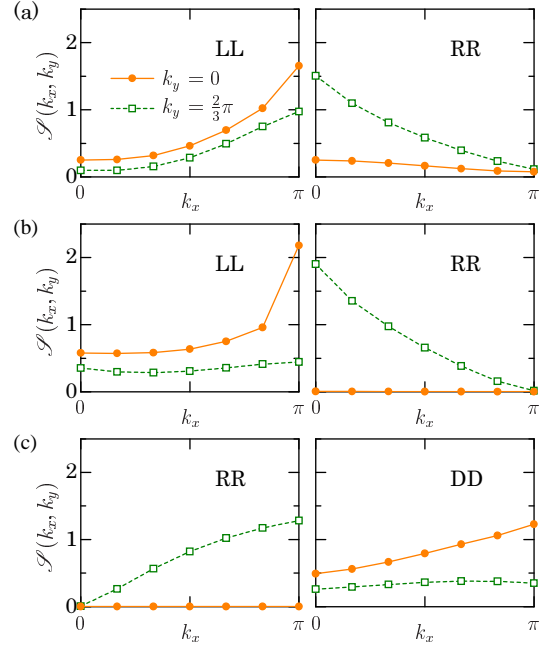 (a)
LL
RR
𝒮(k_x, k_y)
2
1
0
k_y = 0
k_y = 2/3 π
0
k_x
π
0
k_x
π
(b)
LL
RR
𝒮(k_x, k_y)
2
1
0
0
k_x
π
0
k_x
π
(c)
RR
DD
𝒮(k_x, k_y)
2
1
0
0
k_x
π
0
k_x
π